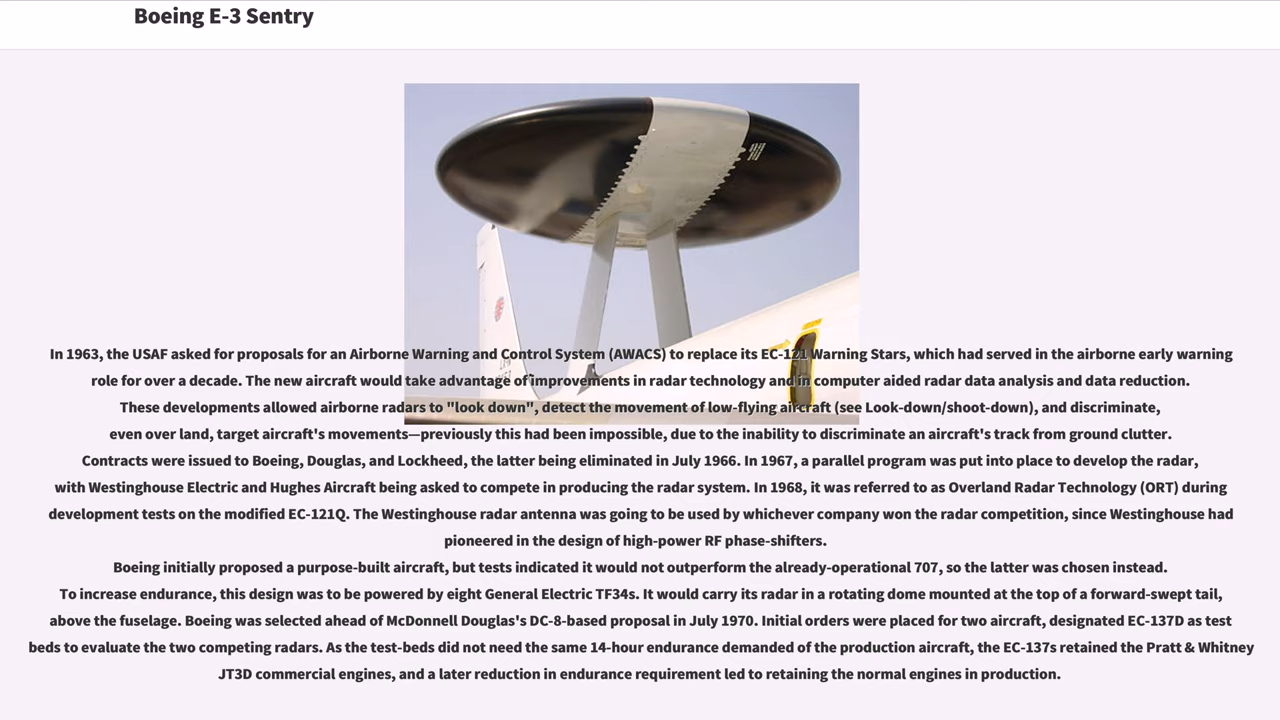 Boeing E-3 Sentry
In 1963, the USAF asked for proposals for an Airborne Warning and Control System (AWACS) to replace its EC-121 Warning Stars, which had served in the airborne early warning
role for over a decade. The new aircraft would take advantage of improvements in radar technology and in computer aided radar data analysis and data reduction.
These developments allowed airborne radars to "look down", detect the movement of low-flying aircraft (see Look-down/shoot-down), and discriminate,
even over land, target aircraft's movements—previously this had been impossible, due to the inability to discriminate an aircraft's track from ground clutter.
Contracts were issued to Boeing, Douglas, and Lockheed, the latter being eliminated in July 1966. In 1967, a parallel program was put into place to develop the radar,
with Westinghouse Electric and Hughes Aircraft being asked to compete in producing the radar system. In 1968, it was referred to as Overland Radar Technology (ORT) during
development tests on the modified EC-121Q. The Westinghouse radar antenna was going to be used by whichever company won the radar competition, since Westinghouse had
pioneered in the design of high-power RF phase-shifters.
Boeing initially proposed a purpose-built aircraft, but tests indicated it would not outperform the already-operational 707, so the latter was chosen instead.
To increase endurance, this design was to be powered by eight General Electric TF34s. It would carry its radar in a rotating dome mounted at the top of a forward-swept tail,
above the fuselage. Boeing was selected ahead of McDonnell Douglas's DC-8-based proposal in July 1970. Initial orders were placed for two aircraft, designated EC-137D as test
beds to evaluate the two competing radars. As the test-beds did not need the same 14-hour endurance demanded of the production aircraft, the EC-137s retained the Pratt & Whitney
JT3D commercial engines, and a later reduction in endurance requirement led to retaining the normal engines in production.